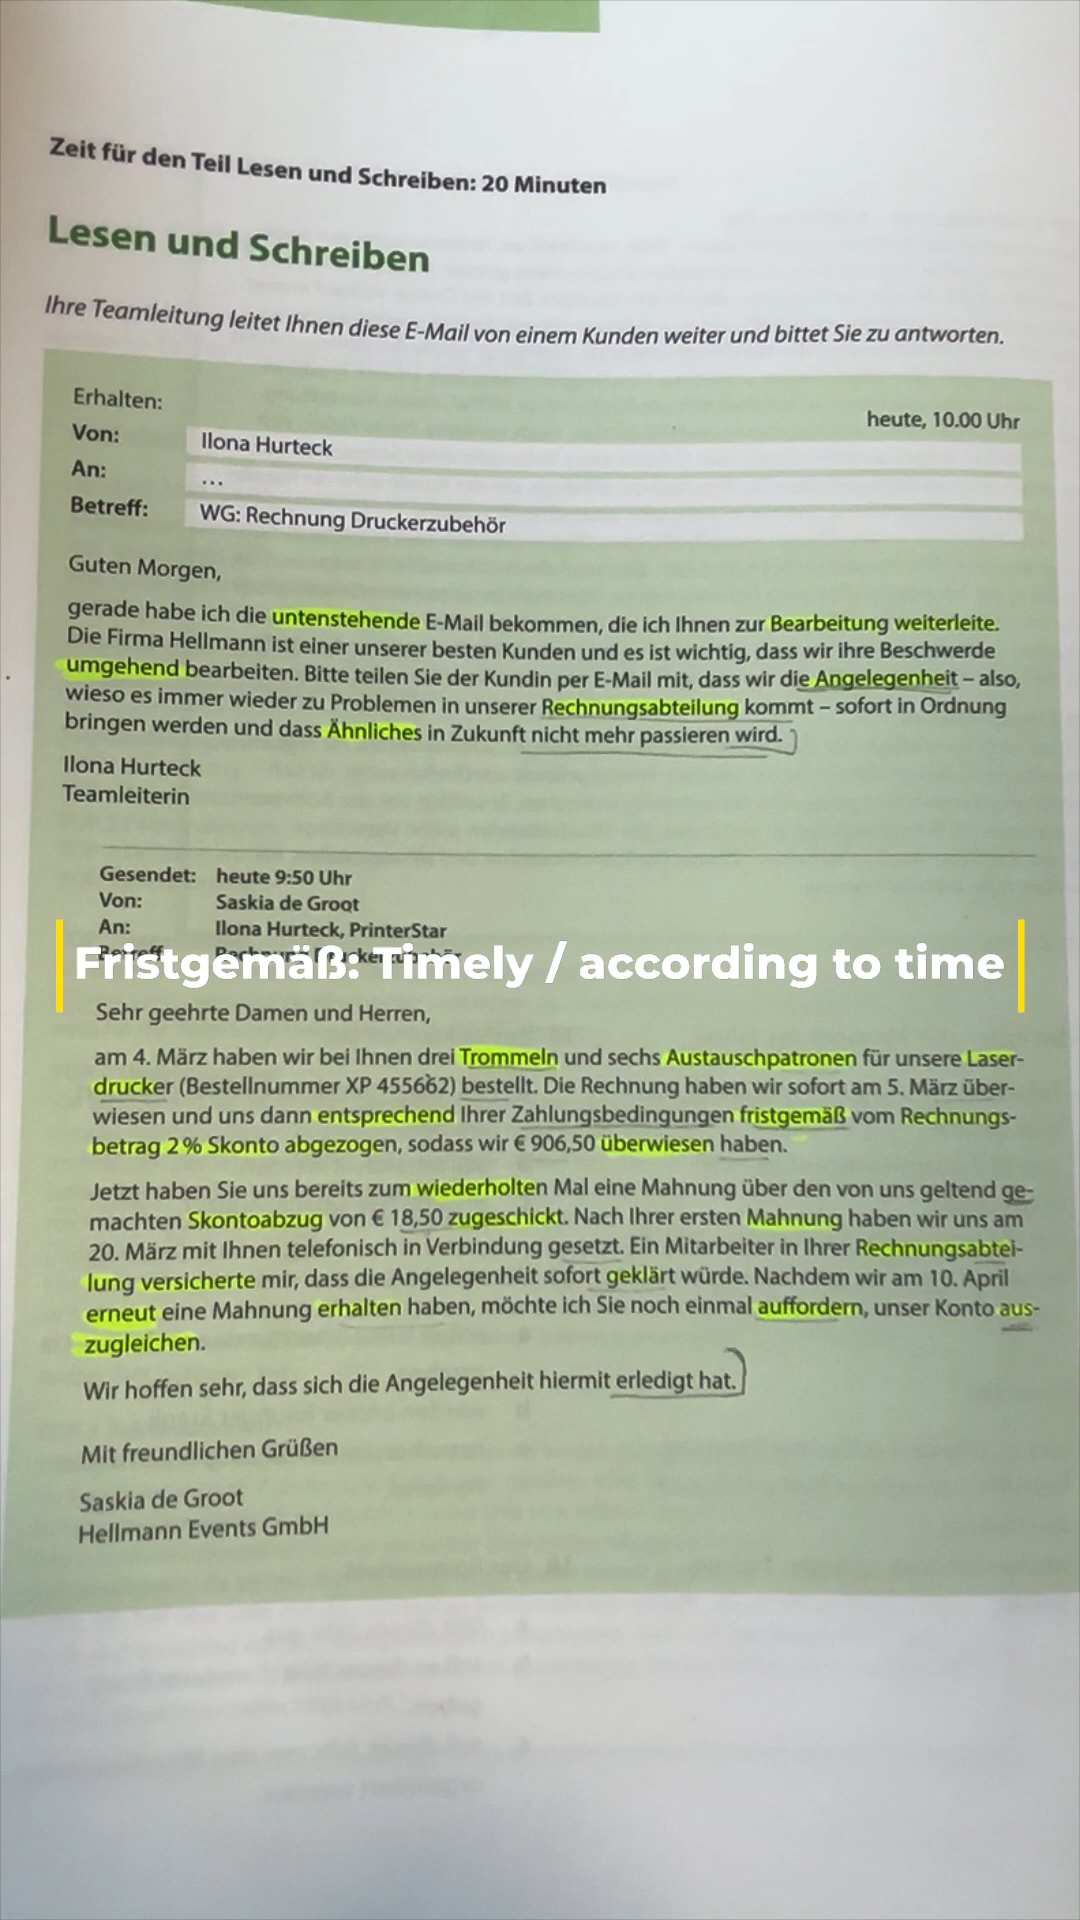 Zeit für den Teil Lesen und Schreiben: 20 Minuten
Lesen und Schreiben
Ihre Teamleitung leitet Ihnen diese E-Mail von einem Kunden weiter und bittet Sie zu antworten.
Erhalten: heute, 10.00 Uhr
Von: Ilona Hurteck
An: ...
Betreff: WG: Rechnung Druckerzubehör
Guten Morgen,
gerade habe ich die untenstehende E-Mail bekommen, die ich Ihnen zur Bearbeitung weiterleite.
Die Firma Hellmann ist einer unserer besten Kunden und es ist wichtig, dass wir ihre Beschwerde
umgehend bearbeiten. Bitte teilen Sie der Kundin per E-Mail mit, dass wir die Angelegenheit – also,
wieso es immer wieder zu Problemen in unserer Rechnungsabteilung kommt – sofort in Ordnung
bringen werden und dass Ähnliches in Zukunft nicht mehr passieren wird.
Ilona Hurteck
Teamleiterin
Gesendet: heute 9:50 Uhr
Von: Saskia de Groot
An: Ilona Hurteck, PrinterStar
Betreff: Rechnung Druckerzubehör
Fristgemäß: Timely / according to time
Sehr geehrte Damen und Herren,
am 4. März haben wir bei Ihnen drei Trommeln und sechs Austauschpatronen für unsere Laser-
drucker (Bestellnummer XP 455662) bestellt. Die Rechnung haben wir sofort am 5. März über-
wiesen und uns dann entsprechend Ihrer Zahlungsbedingungen fristgemäß vom Rechnungs-
betrag 2 % Skonto abgezogen, sodass wir € 906,50 überwiesen haben.
Jetzt haben Sie uns bereits zum wiederholten Mal eine Mahnung über den von uns geltend ge-
machten Skontoabzug von € 18,50 zugeschickt. Nach Ihrer ersten Mahnung haben wir uns am
20. März mit Ihnen telefonisch in Verbindung gesetzt. Ein Mitarbeiter in Ihrer Rechnungsabtei-
lung versicherte mir, dass die Angelegenheit sofort geklärt würde. Nachdem wir am 10. April
erneut eine Mahnung erhalten haben, möchte ich Sie noch einmal auffordern, unser Konto aus-
zugleichen.
Wir hoffen sehr, dass sich die Angelegenheit hiermit erledigt hat.
Mit freundlichen Grüßen
Saskia de Groot
Hellmann Events GmbH